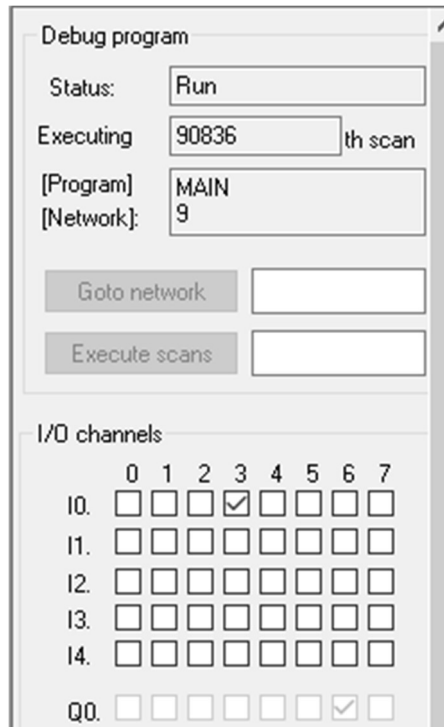 Debug program
Status: Run
Executing 90836 th scan
[Program] MAIN
[Network]: 9
Goto network
Execute scans
I/O channels
0 1 2 3 4 5 6 7
I0.
I1.
I2.
I3.
I4.
Q0.